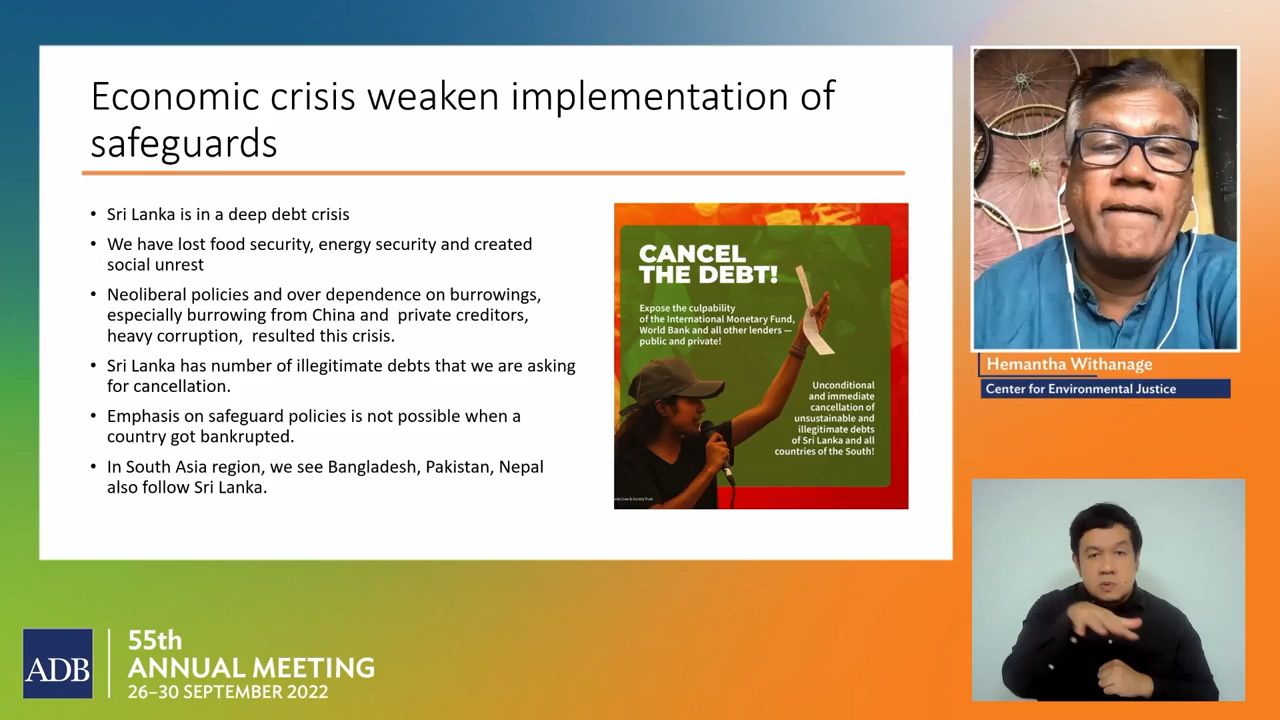 Economic crisis weaken implementation of
safeguards
• Sri Lanka is in a deep debt crisis
• We have lost food security, energy security and created
social unrest
• Neoliberal policies and over dependence on burrowings,
especially burrowing from China and  private creditors,
heavy corruption,  resulted this crisis.
• Sri Lanka has number of illegitimate debts that we are asking
for cancellation.
• Emphasis on safeguard policies is not possible when a
country got bankrupted.
• In South Asia region, we see Bangladesh, Pakistan, Nepal
also follow Sri Lanka.
CANCEL
THE DEBT!
Expose the culpability
of the International Monetary Fund,
World Bank and all other lenders —
public and private!
Unconditional
and immediate
cancellation of
unsustainable and
illegitimate debts
of Sri Lanka and all
countries of the South!
Hemantha Withanage
Center for Environmental Justice
ADB
55th
ANNUAL MEETING
26–30 SEPTEMBER 2022